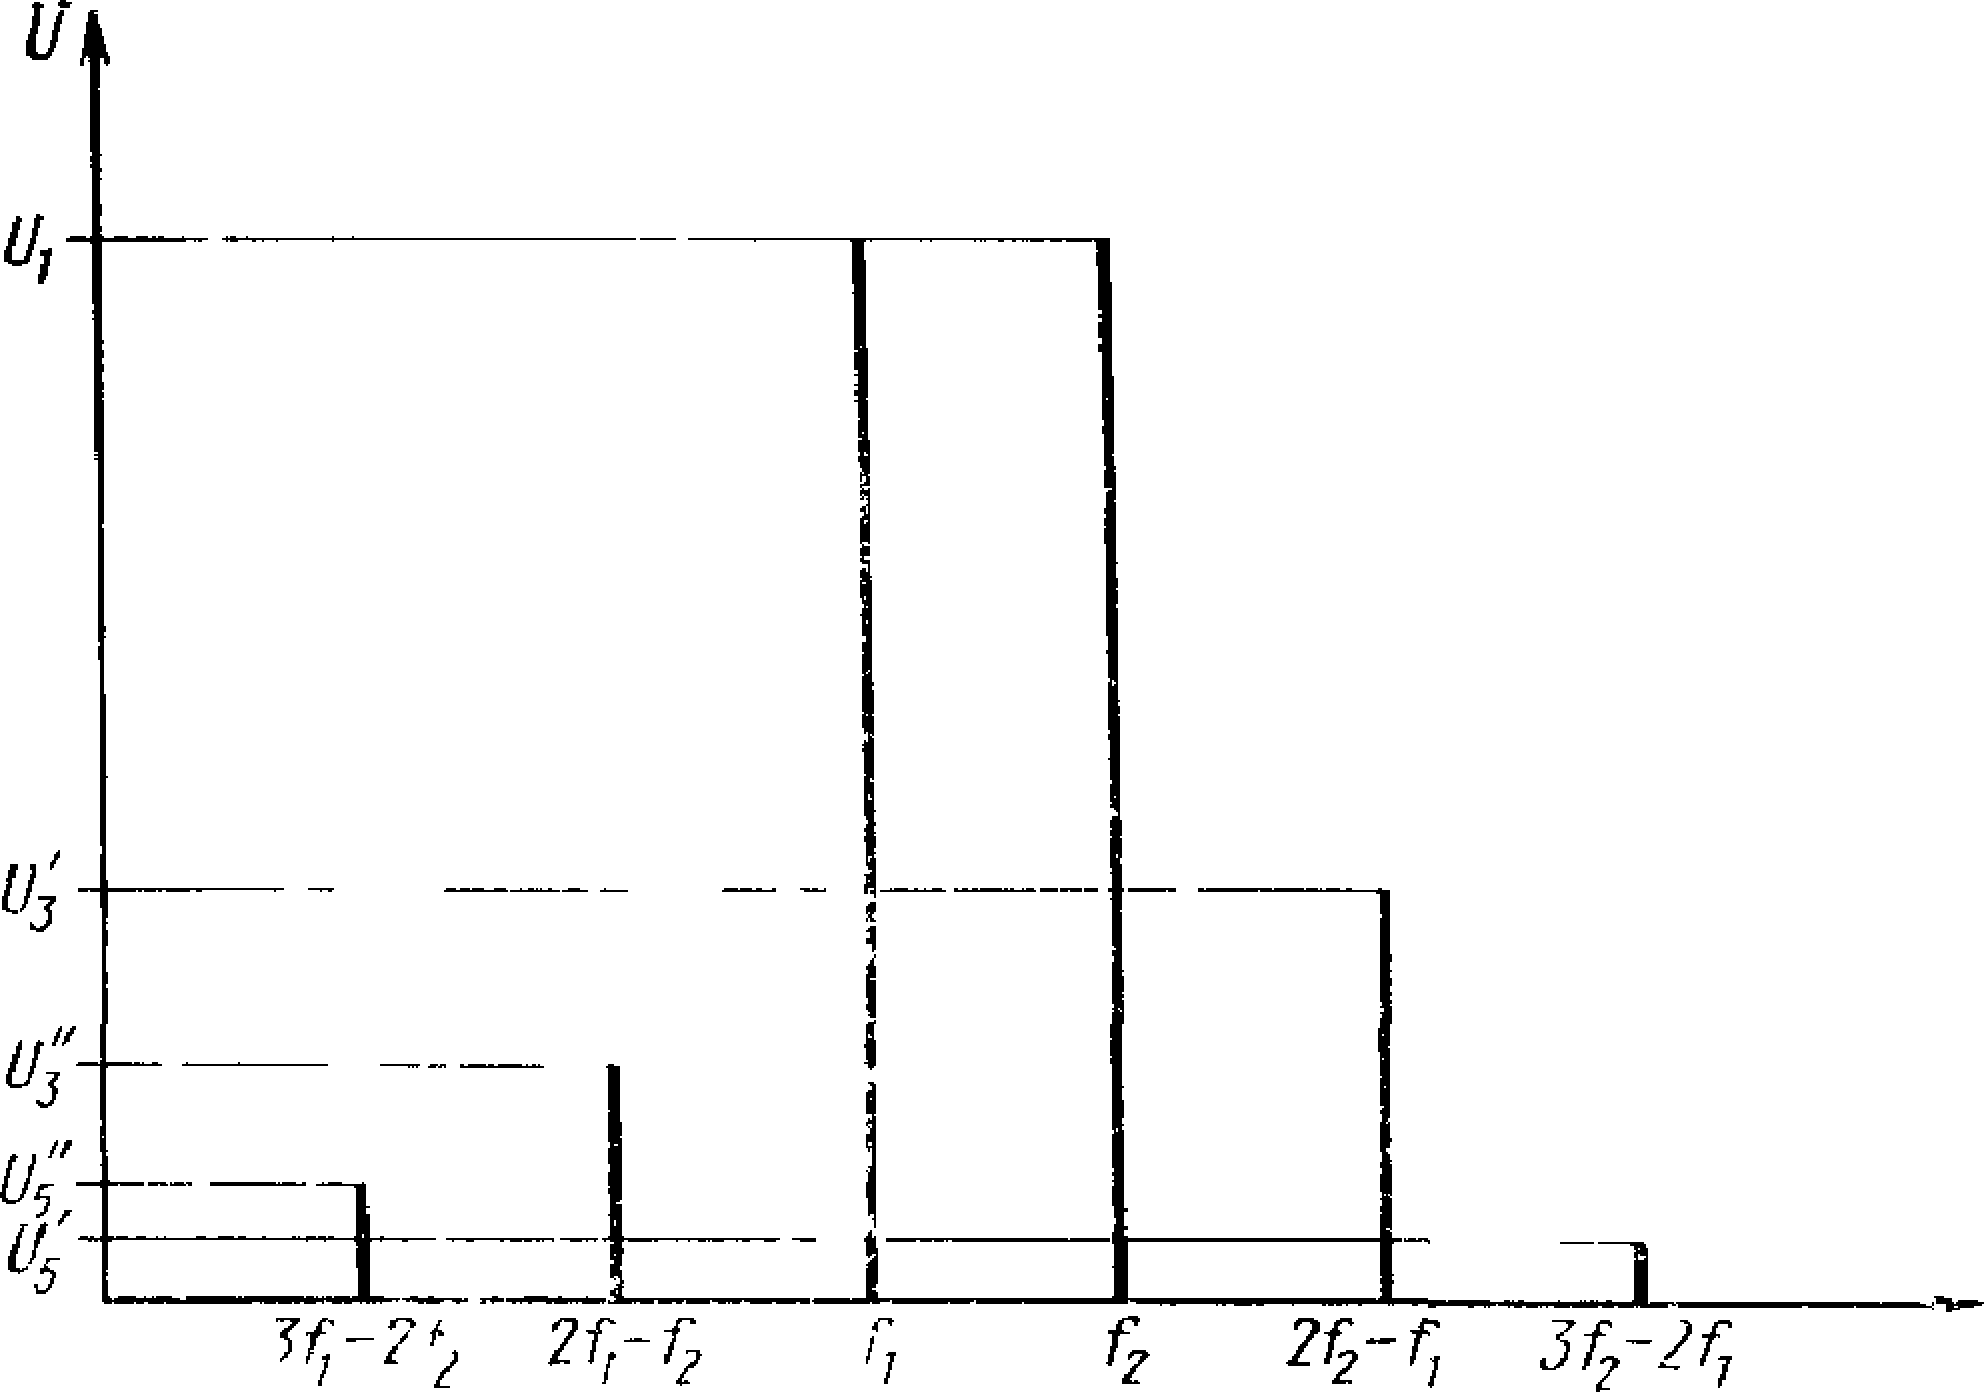 U
U₁
U₃′
U₃″
U₅″
U₅′
3f₁−2f₂
2f₁−f₂
f₁
f₂
2f₂−f₁
3f₂−2f₁